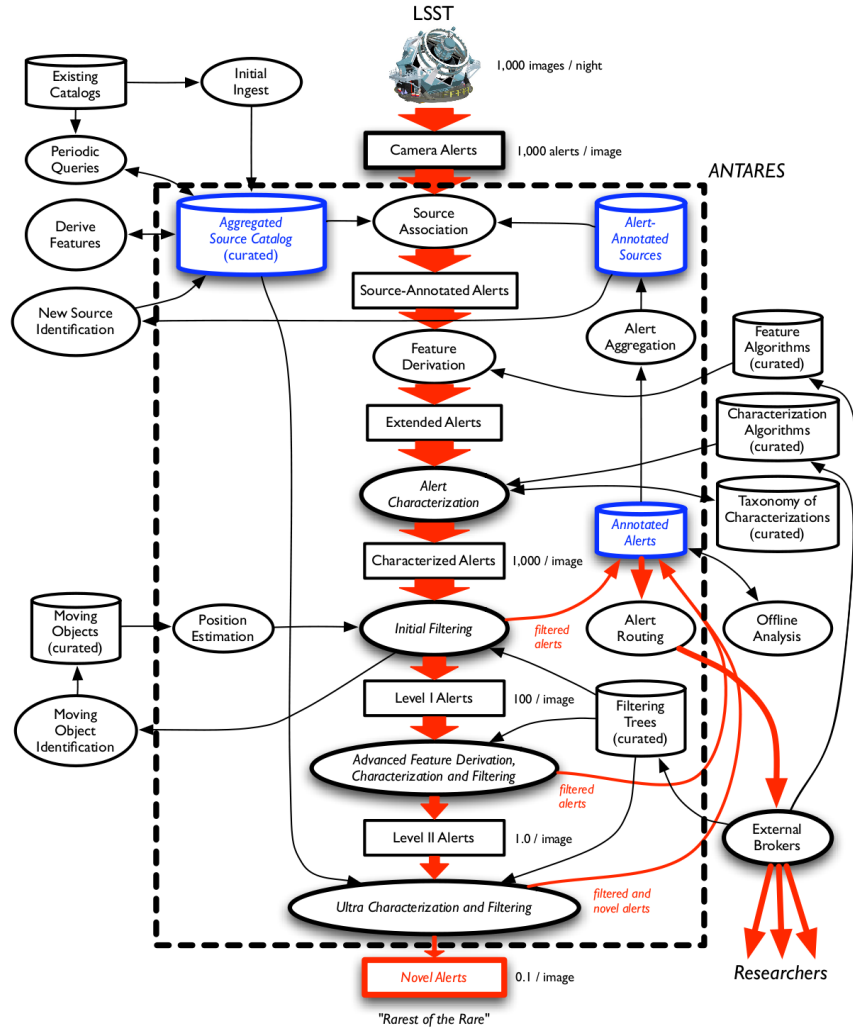 LSST
1,000 images / night
Existing
Catalogs
Initial
Ingest
Camera Alerts
1,000 alerts / image
Periodic
Queries
ANTARES
Aggregated
Source Catalog
(curated)
Source
Association
Alert-
Annotated
Sources
Derive
Features
Source-Annotated Alerts
New Source
Identification
Feature
Derivation
Alert
Aggregation
Feature
Algorithms
(curated)
Extended Alerts
Characterization
Algorithms
(curated)
Alert
Characterization
Taxonomy of
Characterizations
(curated)
Annotated
Alerts
Characterized Alerts
1,000 / image
Moving
Objects
(curated)
Position
Estimation
Initial Filtering
filtered
alerts
Alert
Routing
Offline
Analysis
Level I Alerts
100 / image
Filtering
Trees
(curated)
Moving
Object
Identification
Advanced Feature Derivation,
Characterization and Filtering
filtered
alerts
Level II Alerts
1.0 / image
External
Brokers
Ultra Characterization and Filtering
filtered and
novel alerts
Novel Alerts
0.1 / image
Researchers
"Rarest of the Rare"